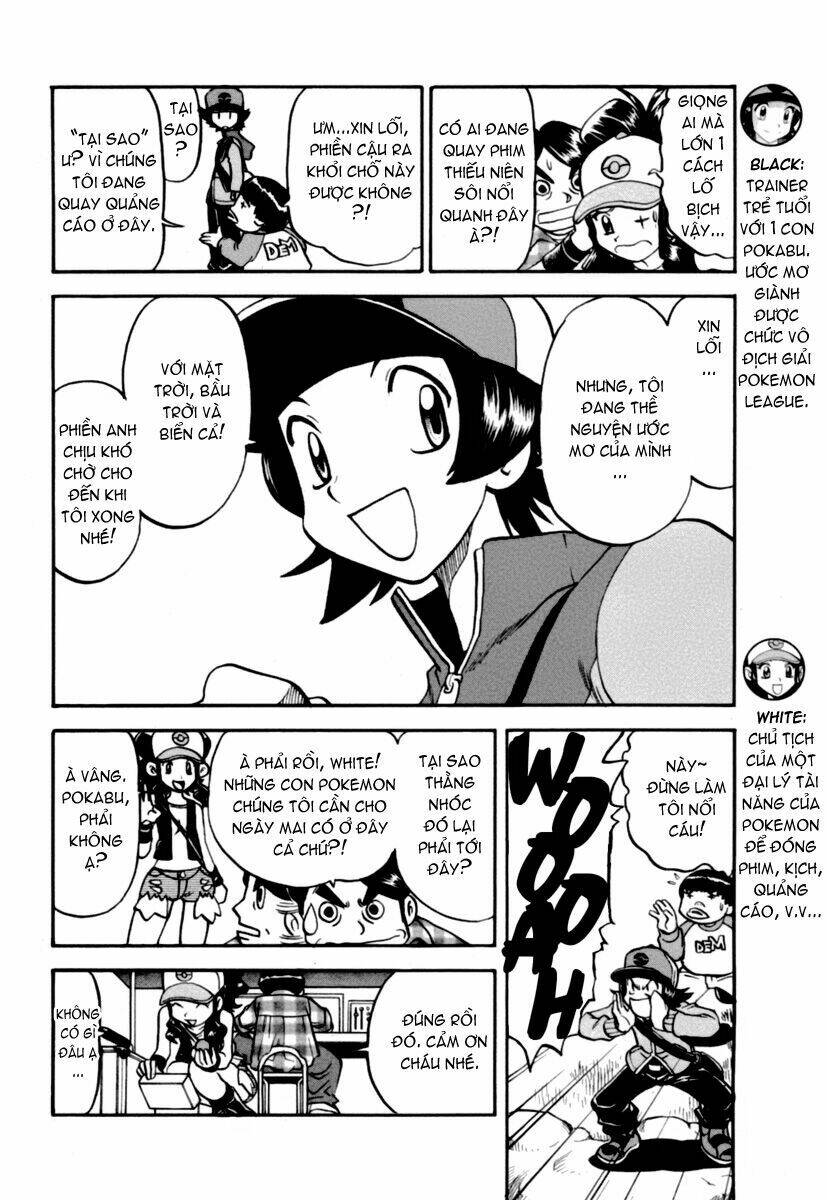 GIỌNG
AI MÀ
LỚN 1
CÁCH
LỐ
BỊCH
VẬY...
CÓ AI ĐANG
QUAY PHIM
THIẾU NIÊN
SÔI NỔI
QUANH ĐÂY
À?!
ƯM...XIN LỖI,
PHIỀN CẬU RA
KHỎI CHỖ NÀY
ĐƯỢC KHÔNG
?!
TẠI
SAO
?
"TẠI SAO"
Ư? VÌ CHÚNG
TÔI ĐANG
QUAY QUẢNG
CÁO Ở ĐÂY.
DEM
BLACK:
TRAINER
TRẺ TUỔI
VỚI 1 CON
POKABU.
ƯỚC MƠ
GIÀNH
ĐƯỢC
CHỨC VÔ
ĐỊCH GIẢI
POKEMON
LEAGUE.
XIN
LỖI
...
NHƯNG, TÔI
ĐANG THỀ
NGUYỆN ƯỚC
MƠ CỦA MÌNH
...
VỚI MẶT
TRỜI, BẦU
TRỜI VÀ
BIỂN CẢ!
PHIỀN ANH
CHỊU KHÓ
CHỜ CHO
ĐẾN KHI
TÔI XONG
NHÉ!
WHITE:
CHỦ TỊCH
CỦA MỘT
ĐẠI LÝ TÀI
NĂNG CỦA
POKEMON
ĐỂ ĐÓNG
PHIM, KỊCH,
QUẢNG
CÁO, V.V...
NÀY~
ĐỪNG LÀM
TÔI NỔI
CÁU!
DEM
WOOOOAH
TẠI SAO
THẰNG
NHÓC
ĐÓ LẠI
PHẢI TỚI
ĐÂY?
À PHẢI RỒI, WHITE!
NHỮNG CON POKEMON
CHÚNG TÔI CẦN CHO
NGÀY MAI CÓ Ở ĐÂY
CẢ CHỨ?
À VÂNG.
POKABU,
PHẢI
KHÔNG
Ạ?
ĐÚNG RỒI
ĐÓ. CẢM ƠN
CHÁU NHÉ.
KHÔNG
CÓ GÌ
ĐÂU Ạ
...